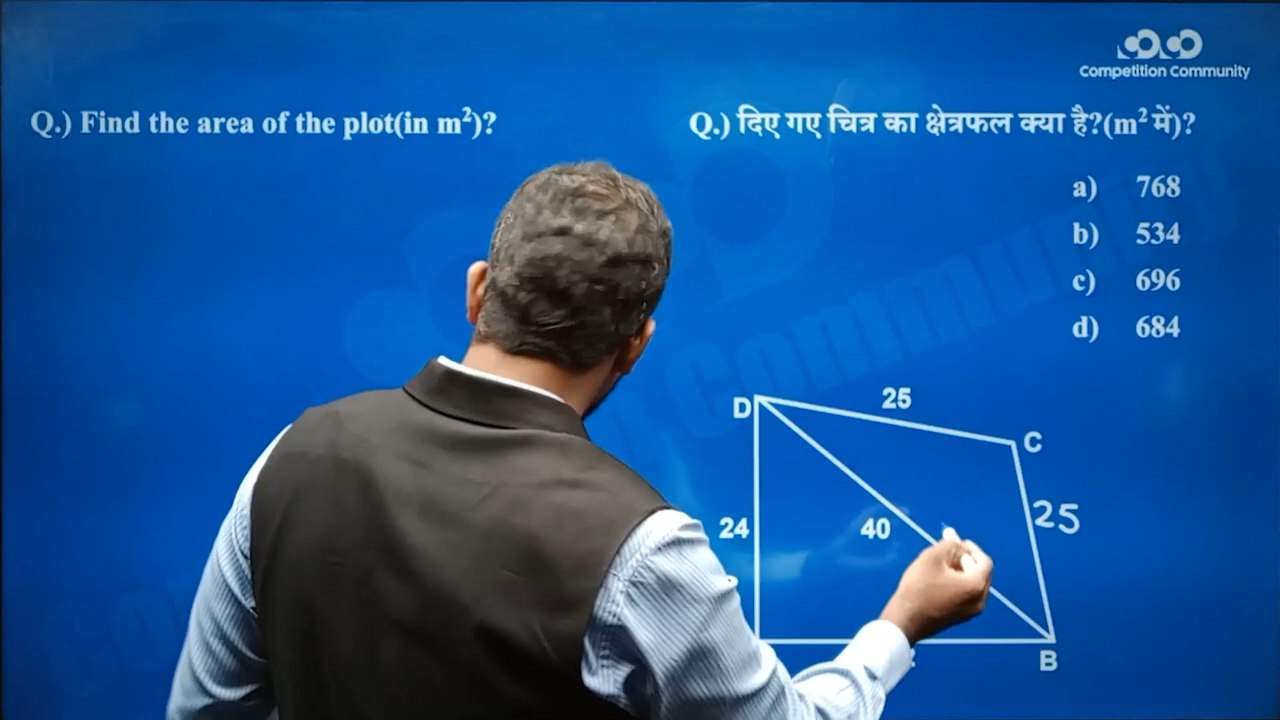 Competition Community
Q.) Find the area of the plot(in m²)?
Q.) दिए गए चित्र का क्षेत्रफल क्या है?(m² में)?
a) 768
b) 534
c) 696
d) 684
25
D
C
24
40
25
B